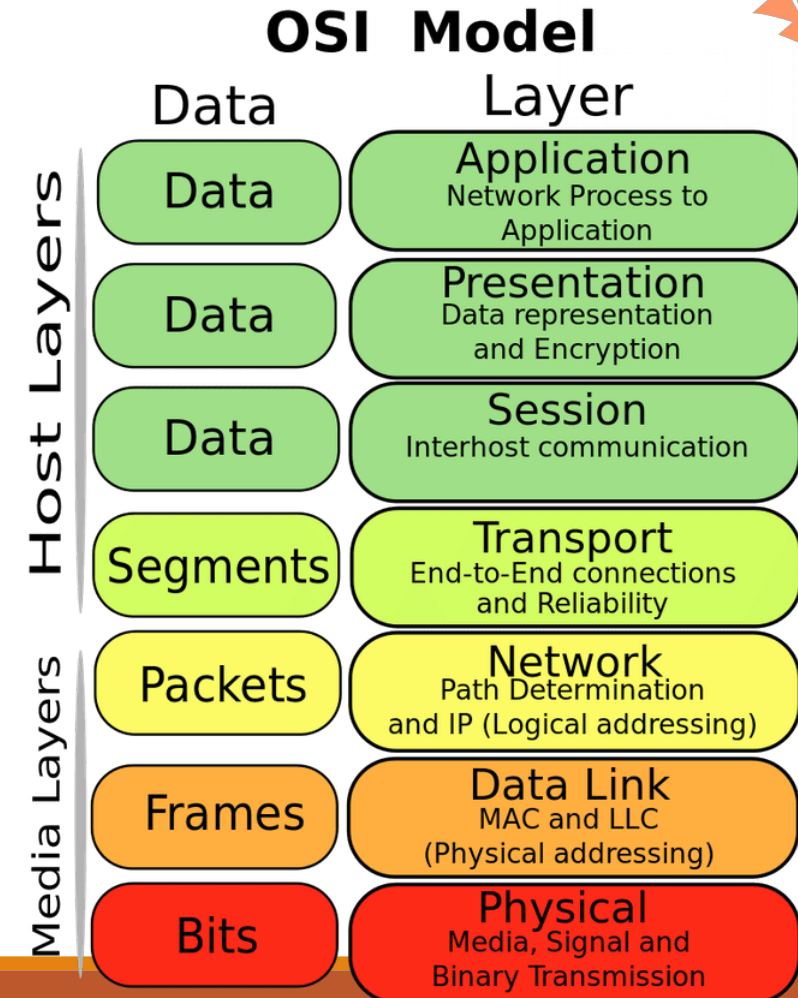 OSI Model
Data
Layer
Host Layers
Data
Application
Network Process to
Application
Data
Presentation
Data representation
and Encryption
Data
Session
Interhost communication
Segments
Transport
End-to-End connections
and Reliability
Media Layers
Packets
Network
Path Determination
and IP (Logical addressing)
Frames
Data Link
MAC and LLC
(Physical addressing)
Bits
Physical
Media, Signal and
Binary Transmission